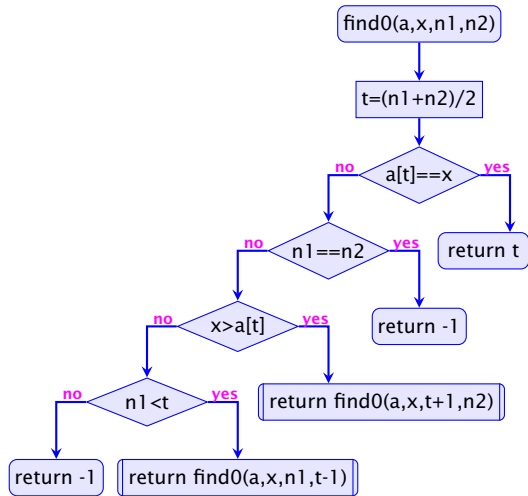 find0(a,x,n1,n2)
t=(n1+n2)/2
a[t]==x
no
yes
return t
n1==n2
no
yes
return -1
x>a[t]
no
yes
return find0(a,x,t+1,n2)
n1<t
no
yes
return -1
return find0(a,x,n1,t-1)